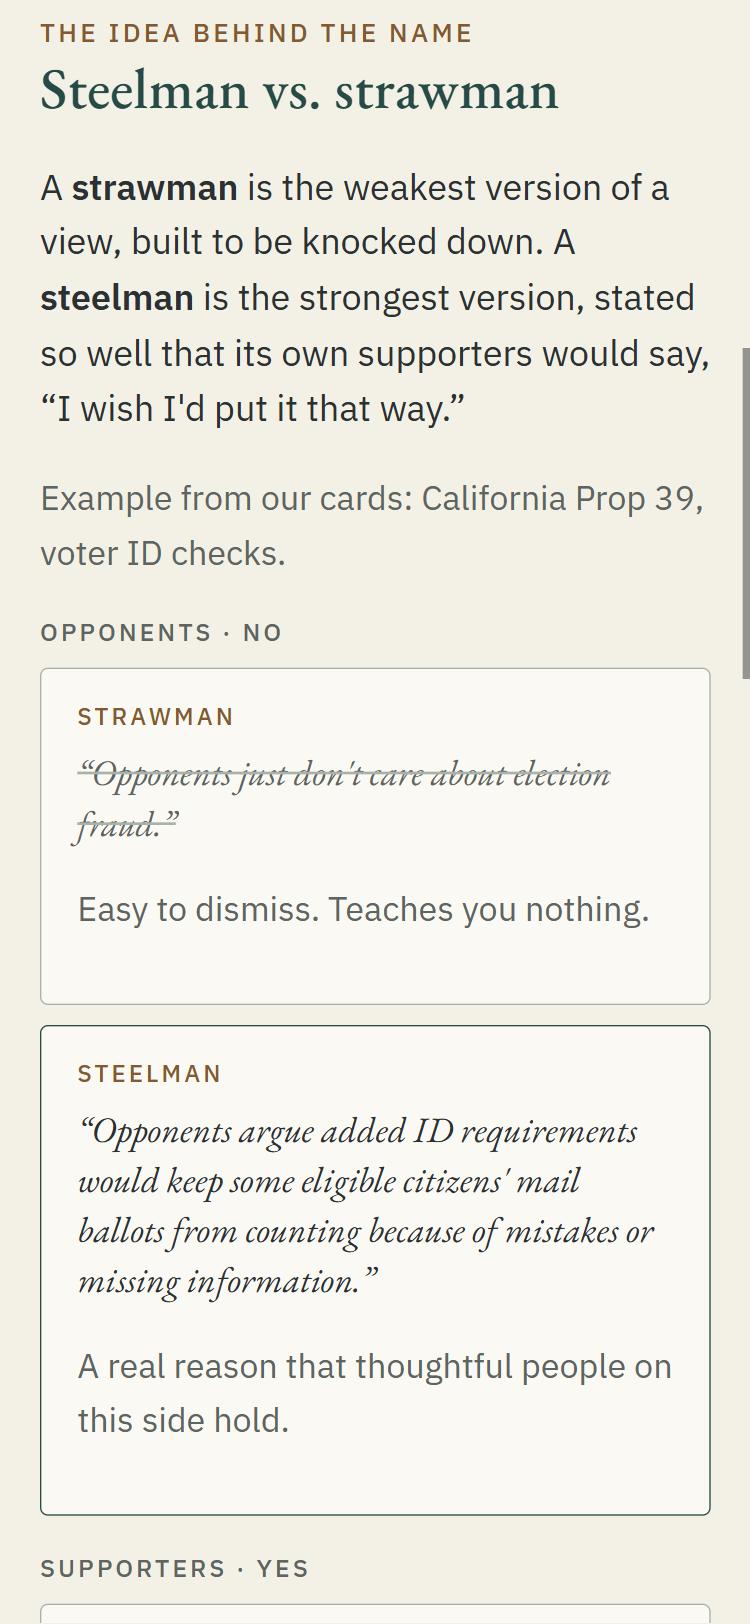 THE IDEA BEHIND THE NAME
Steelman vs. strawman
A strawman is the weakest version of a
view, built to be knocked down. A
steelman is the strongest version, stated
so well that its own supporters would say,
“I wish I'd put it that way.”
Example from our cards: California Prop 39,
voter ID checks.
OPPONENTS · NO
STRAWMAN
“Opponents just don't care about election
fraud.”
Easy to dismiss. Teaches you nothing.
STEELMAN
“Opponents argue added ID requirements
would keep some eligible citizens' mail
ballots from counting because of mistakes or
missing information.”
A real reason that thoughtful people on
this side hold.
SUPPORTERS · YES